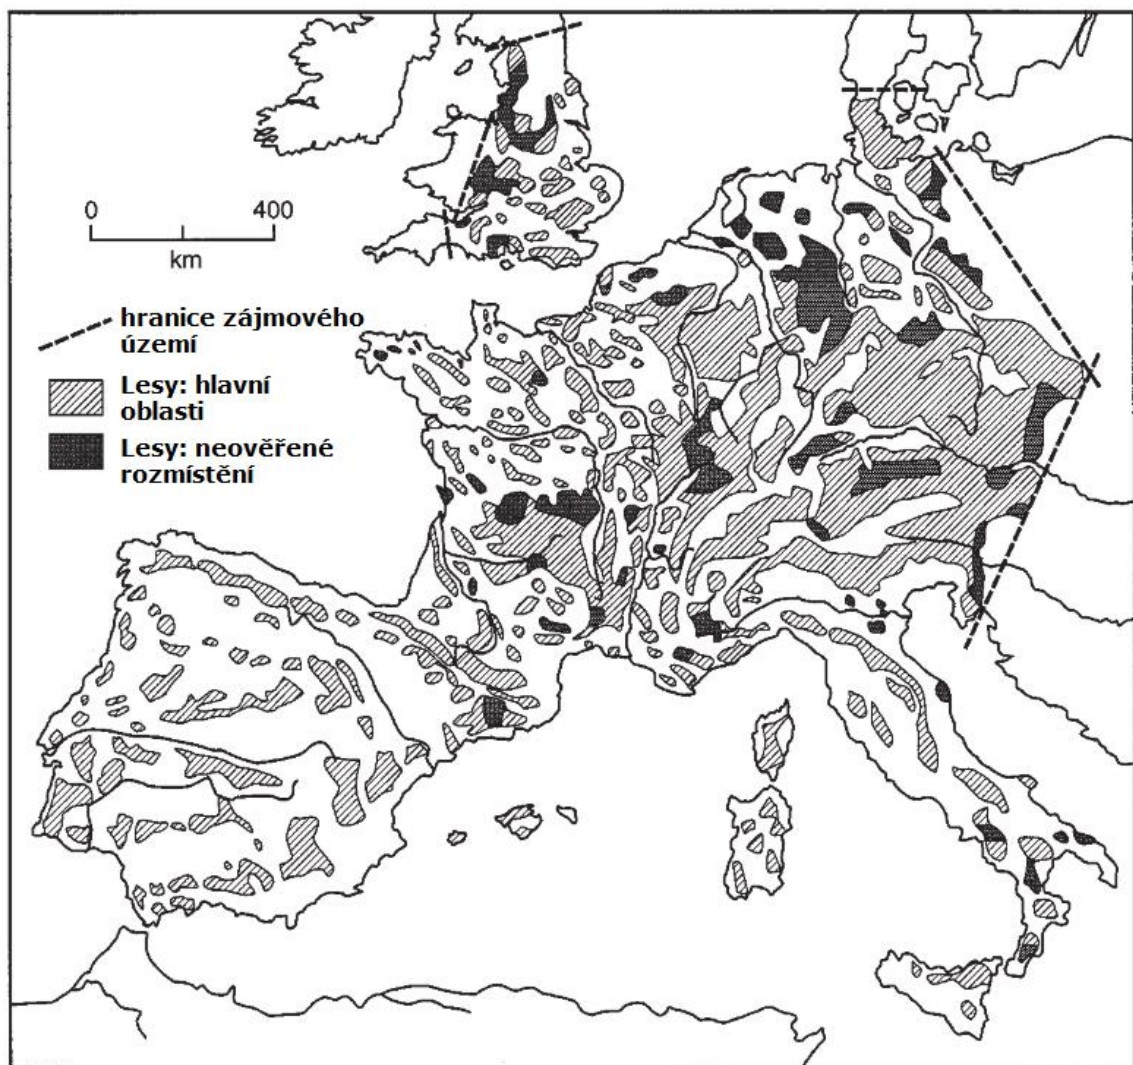 0 400
km
hranice zájmového
území
Lesy: hlavní
oblasti
Lesy: neověřené
rozmístění